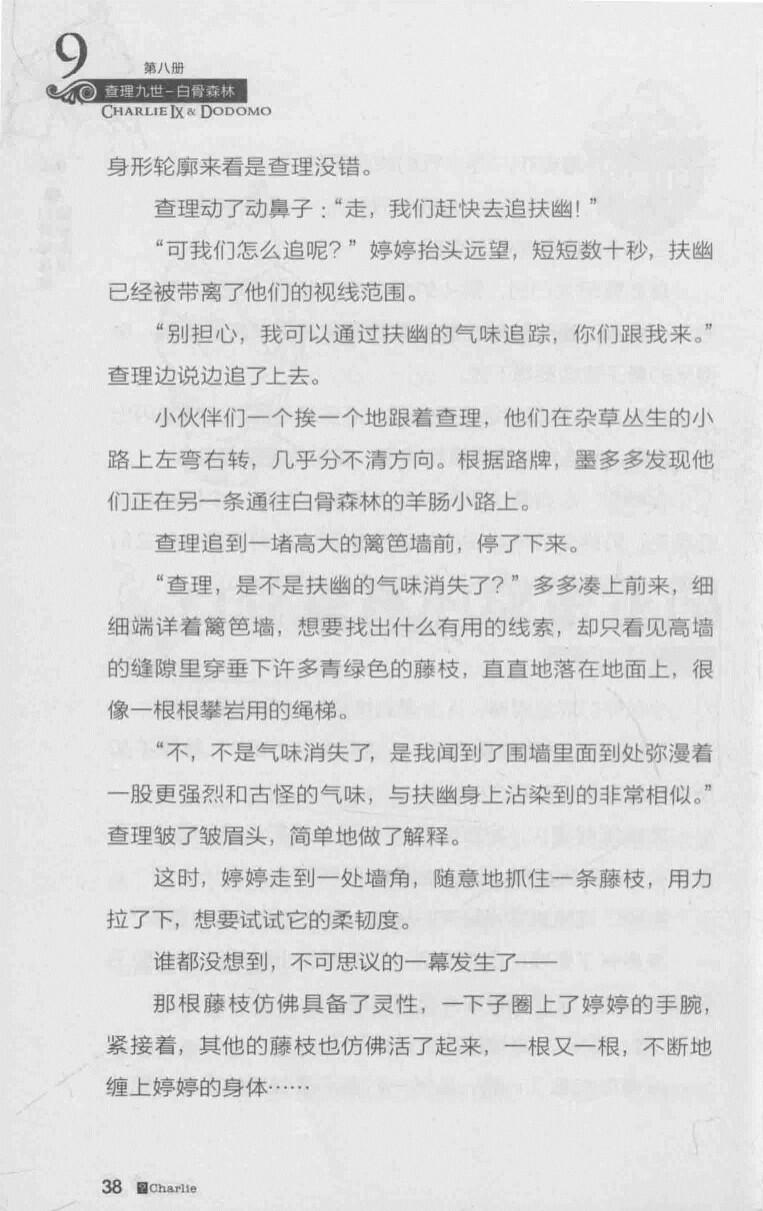 9
第八册
查理九世-白骨森林
CHARLIE IX & DODOMO
身形轮廓来看是查理没错。
查理动了动鼻子：“走，我们赶快去追扶幽！”
“可我们怎么追呢？”婷婷抬头远望，短短数十秒，扶幽
已经被带离了他们的视线范围。
“别担心，我可以通过扶幽的气味追踪，你们跟我来。”
查理边说边追了上去。
小伙伴们一个挨一个地跟着查理，他们在杂草丛生的小
路上左弯右转，几乎分不清方向。根据路牌，墨多多发现他
们正在另一条通往白骨森林的羊肠小路上。
查理追到一堵高大的篱笆墙前，停了下来。
“查理，是不是扶幽的气味消失了？”多多凑上前来，细
细端详着篱笆墙，想要找出什么有用的线索，却只看见高墙
的缝隙里穿垂下许多青绿色的藤枝，直直地落在地面上，很
像一根根攀岩用的绳梯。
“不，不是气味消失了，是我闻到了围墙里面到处弥漫着
一股更强烈和古怪的气味，与扶幽身上沾染到的非常相似。”
查理皱了皱眉头，简单地做了解释。
这时，婷婷走到一处墙角，随意地抓住一条藤枝，用力
拉了下，想要试试它的柔韧度。
谁都没想到，不可思议的一幕发生了——
那根藤枝仿佛具备了灵性，一下子圈上了婷婷的手腕，
紧接着，其他的藤枝也仿佛活了起来，一根又一根，不断地
缠上婷婷的身体……
38 Charlie